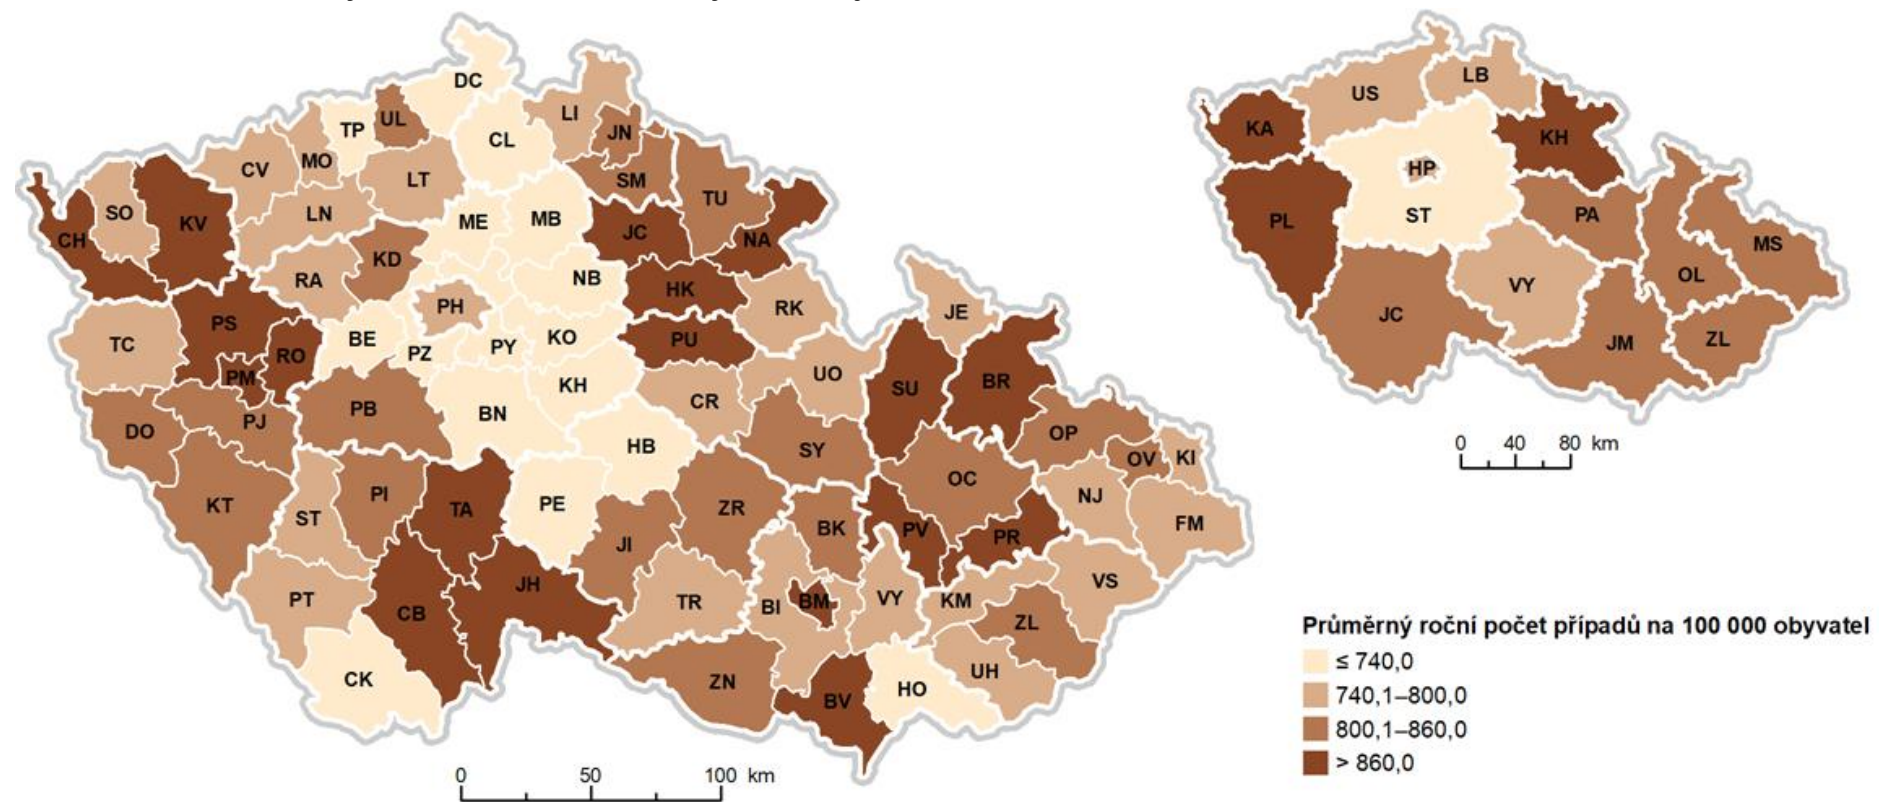 DC
LI
UL
TP
JN
CL
MO
CV
LT
SM
TU
SO
LN
KV
ME
MB
JC
CH
NA
KD
RA
NB
HK
PH
RK
JE
PS
BE
KO
PU
TC
PZ
PY
RO
PM
UO
BR
KH
SU
CR
PB
BN
PJ
DO
OP
HB
SY
OV
KI
OC
PI
NJ
KT
PE
ZR
TA
ST
FM
BK
PV
PR
JI
VS
JH
PT
VY
KM
TR
BM
BI
CB
ZL
UH
CK
ZN
HO
BV
0 50 100 km
LB
US
KA
KH
HP
ST
PA
PL
MS
OL
VY
JC
ZL
JM
0 40 80 km
Průměrný roční počet případů na 100 000 obyvatel
≤ 740,0
740,1–800,0
800,1–860,0
> 860,0